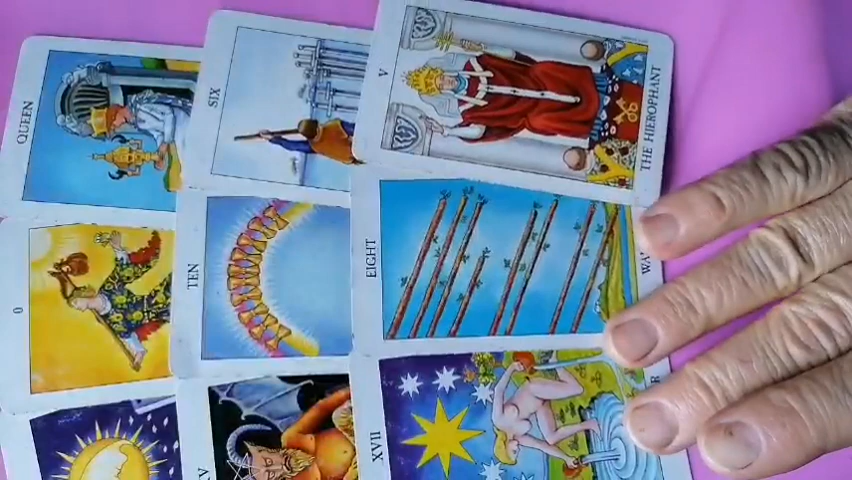 QUEEN
SIX
V
THE HIEROPHANT
0
TEN
EIGHT
XVII